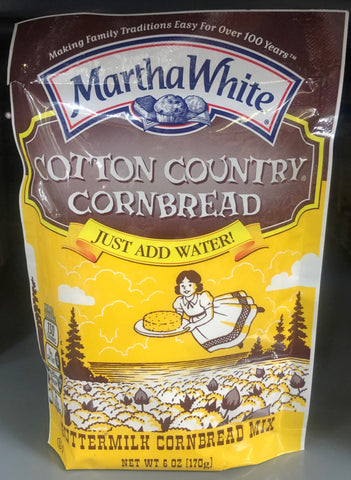 Making Family Traditions Easy For Over 100 Years™
Martha White®
COTTON COUNTRY®
CORNBREAD
JUST ADD WATER!
BUTTERMILK CORNBREAD MIX
NET WT 6 OZ (170g)